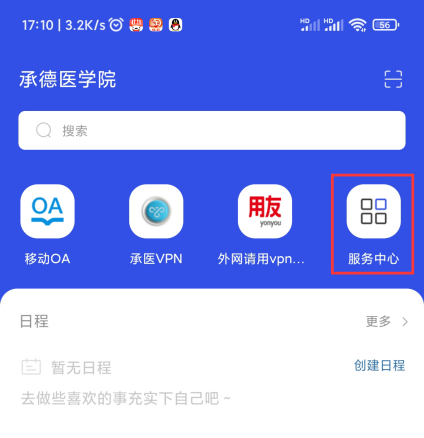 17:10 | 3.2K/s HD HD 56
承德医学院
搜索
OA 用友 yonyou
移动OA 承医VPN 外网请用vpn... 服务中心
日程 更多
暂无日程 创建日程
去做些喜欢的事充实下自己吧~